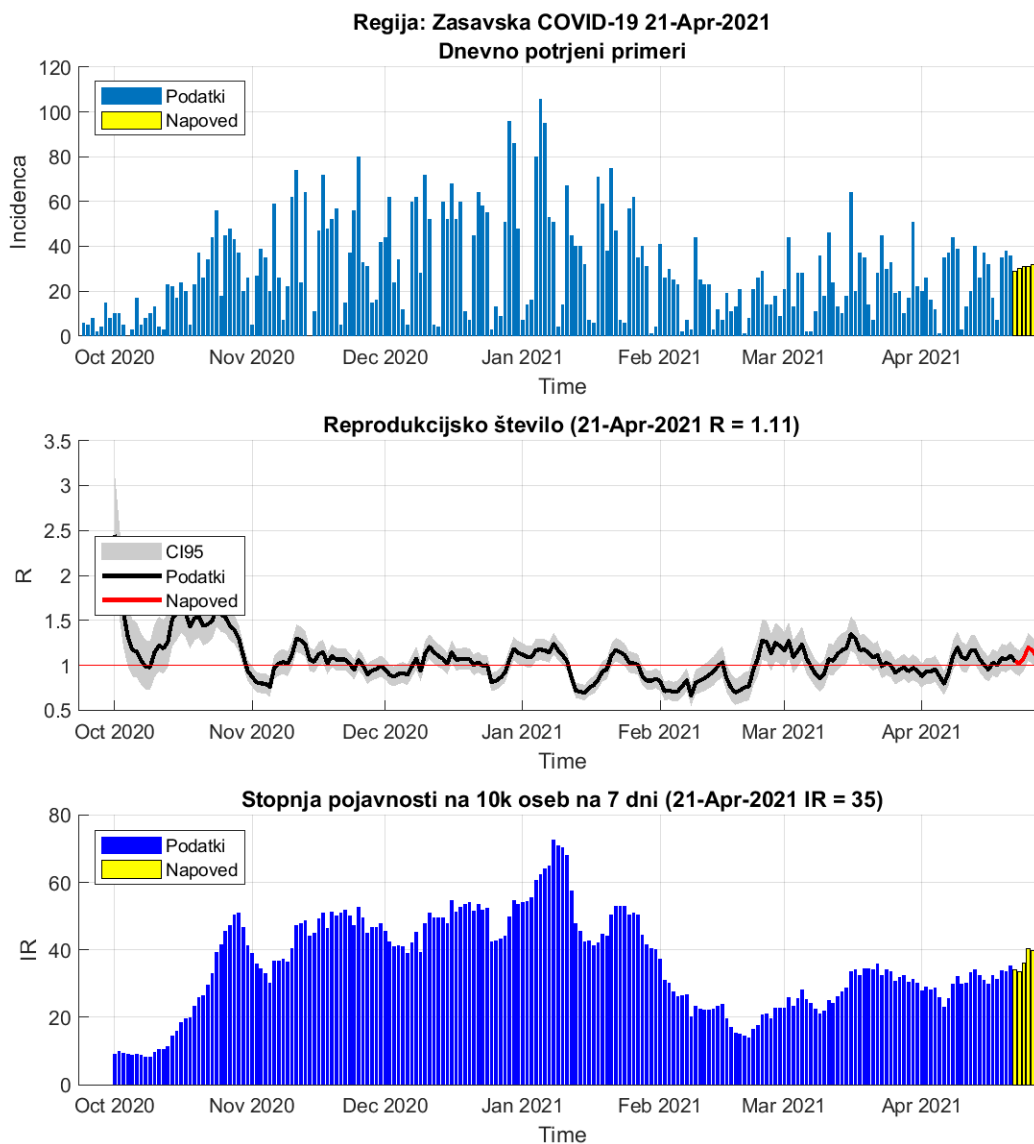 Regija: Zasavska COVID-19 21-Apr-2021
Dnevno potrjeni primeri
120
100
80
60
40
20
0
Incidenca
Podatki
Napoved
Oct 2020 Nov 2020 Dec 2020 Jan 2021 Feb 2021 Mar 2021 Apr 2021
Time
Reprodukcijsko število (21-Apr-2021 R = 1.11)
3.5
3
2.5
2
1.5
1
0.5
R
CI95
Podatki
Napoved
Oct 2020 Nov 2020 Dec 2020 Jan 2021 Feb 2021 Mar 2021 Apr 2021
Time
Stopnja pojavnosti na 10k oseb na 7 dni (21-Apr-2021 IR = 35)
80
60
40
20
0
IR
Podatki
Napoved
Oct 2020 Nov 2020 Dec 2020 Jan 2021 Feb 2021 Mar 2021 Apr 2021
Time